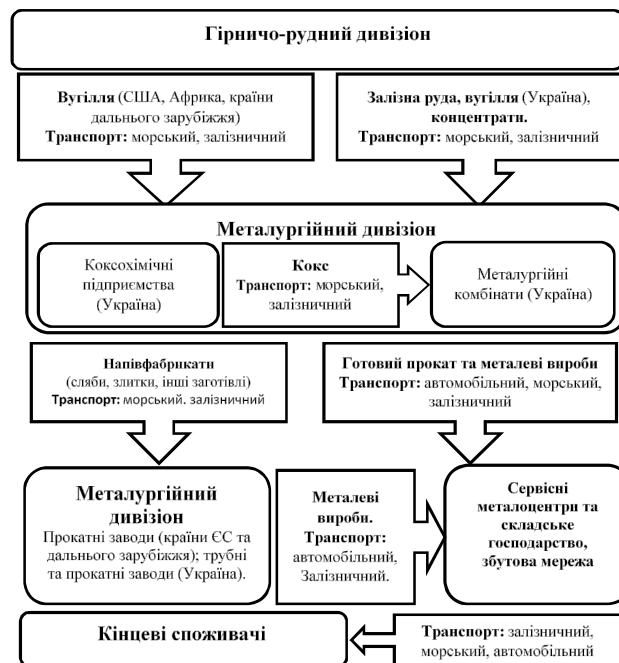 Гірничо-рудний дивізіон
Вугілля (США, Африка, країни
дальнього зарубіжжя)
Транспорт: морський, залізничний
Залізна руда, вугілля (Україна),
концентрати.
Транспорт: морський, залізничний
Металургійний дивізіон
Коксохімічні
підприємства
(Україна)
Кокс
Транспорт: морський,
залізничний
Металургійні
комбінати (Україна)
Напівфабрикати
(сляби, злитки, інші заготівлі)
Транспорт: морський. залізничний
Готовий прокат та металеві вироби
Транспорт: автомобільний, морський,
залізничний
Металургійний
дивізіон
Прокатні заводи (країни ЄС та
дальнього зарубіжжя); трубні
та прокатні заводи (Україна).
Металеві
вироби.
Транспорт:
автомобільний,
Залізничний.
Сервісні
металоцентри та
складське
господарство,
збутова мережа
Кінцеві споживачі
Транспорт: залізничний,
морський, автомобільний